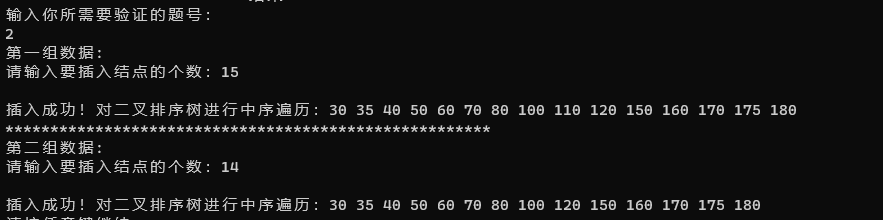 输入你所需要验证的题号:
2
第一组数据:
请输入要插入结点的个数: 15
插入成功! 对二叉排序树进行中序遍历: 30 35 40 50 60 70 80 100 110 120 150 160 170 175 180
******************************************************
第二组数据:
请输入要插入结点的个数: 14
插入成功! 对二叉排序树进行中序遍历: 30 35 40 50 60 70 80 100 120 150 160 170 175 180